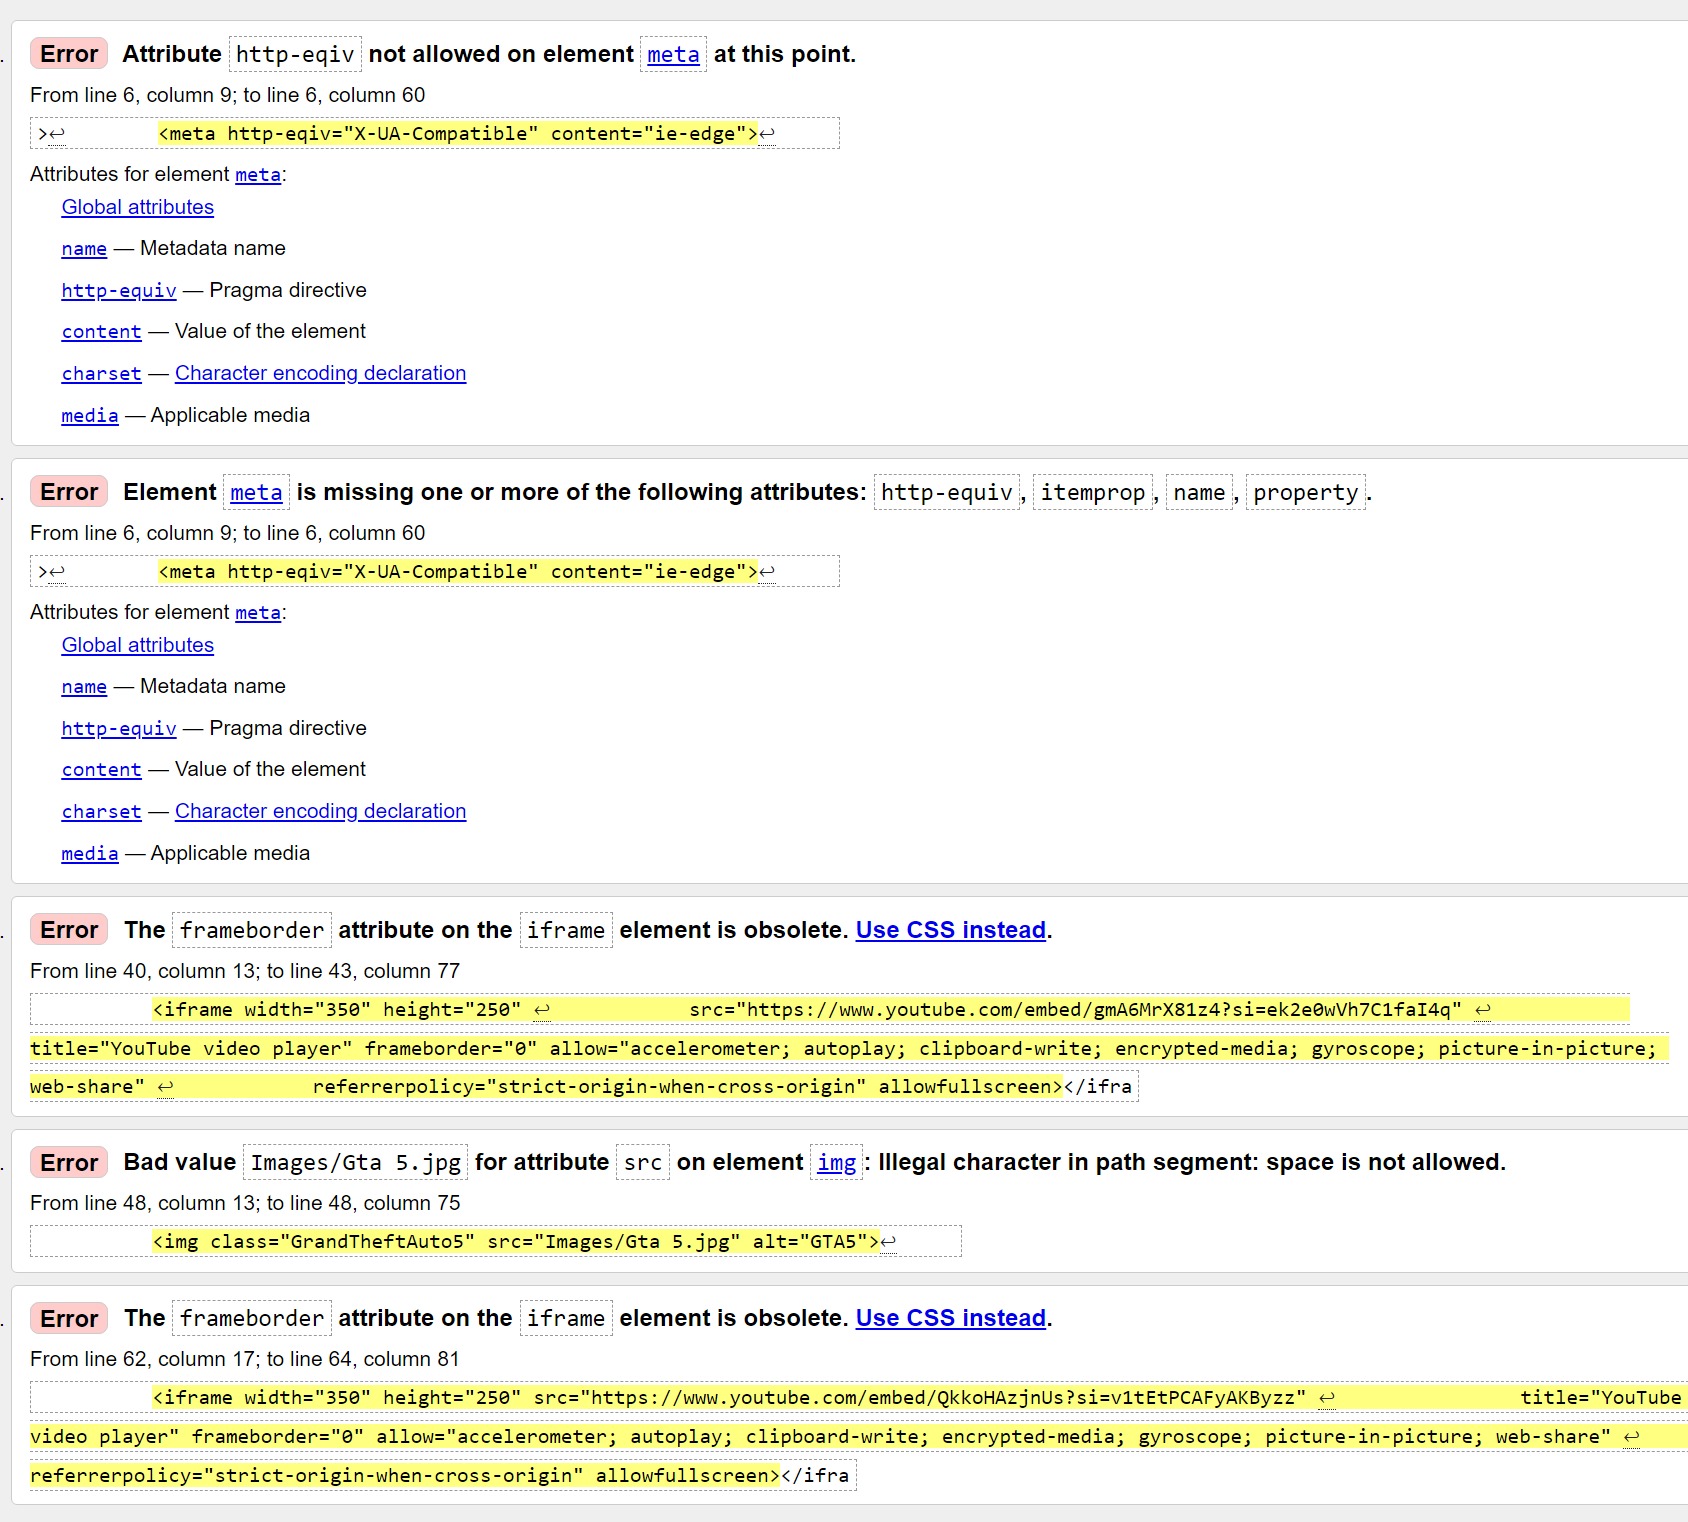 Error Attribute http-eqiv not allowed on element meta at this point.
From line 6, column 9; to line 6, column 60
>↩ <meta http-eqiv="X-UA-Compatible" content="ie-edge">↩
Attributes for element meta:
Global attributes
name — Metadata name
http-equiv — Pragma directive
content — Value of the element
charset — Character encoding declaration
media — Applicable media
Error Element meta is missing one or more of the following attributes: http-equiv, itemprop, name, property.
From line 6, column 9; to line 6, column 60
>↩ <meta http-eqiv="X-UA-Compatible" content="ie-edge">↩
Attributes for element meta:
Global attributes
name — Metadata name
http-equiv — Pragma directive
content — Value of the element
charset — Character encoding declaration
media — Applicable media
Error The frameborder attribute on the iframe element is obsolete. Use CSS instead.
From line 40, column 13; to line 43, column 77
<iframe width="350" height="250" ↩ src="https://www.youtube.com/embed/gmA6MrX81z4?si=ek2e0wVh7C1faI4q" ↩
title="YouTube video player" frameborder="0" allow="accelerometer; autoplay; clipboard-write; encrypted-media; gyroscope; picture-in-picture;
web-share" ↩ referrerpolicy="strict-origin-when-cross-origin" allowfullscreen></ifra
Error Bad value Images/Gta 5.jpg for attribute src on element img: Illegal character in path segment: space is not allowed.
From line 48, column 13; to line 48, column 75
<img class="GrandTheftAuto5" src="Images/Gta 5.jpg" alt="GTA5">↩
Error The frameborder attribute on the iframe element is obsolete. Use CSS instead.
From line 62, column 17; to line 64, column 81
<iframe width="350" height="250" src="https://www.youtube.com/embed/QkkoHAzjnUs?si=v1tEtPCAFyAKByzz" ↩ title="YouTube
video player" frameborder="0" allow="accelerometer; autoplay; clipboard-write; encrypted-media; gyroscope; picture-in-picture; web-share" ↩
referrerpolicy="strict-origin-when-cross-origin" allowfullscreen></ifra